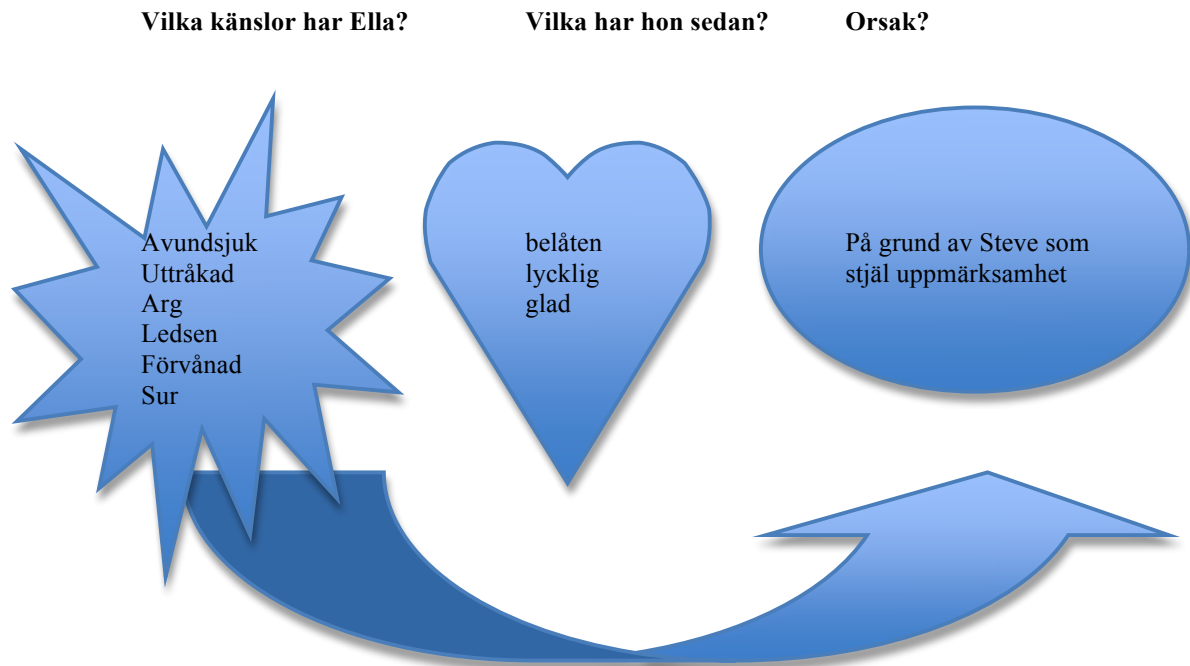 Vilka känslor har Ella?
Vilka har hon sedan?
Orsak?
Avundsjuk
Uttråkad
Arg
Ledsen
Förvånad
Sur
belåten
lycklig
glad
På grund av Steve som
stjäl uppmärksamhet